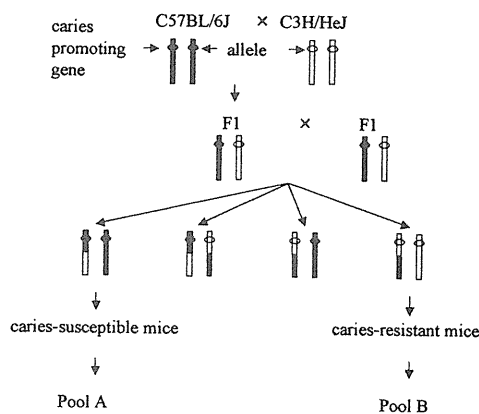 C57BL/6J × C3H/HeJ
caries
promoting
gene
allele
F1 × F1
caries-susceptible mice
caries-resistant mice
Pool A
Pool B